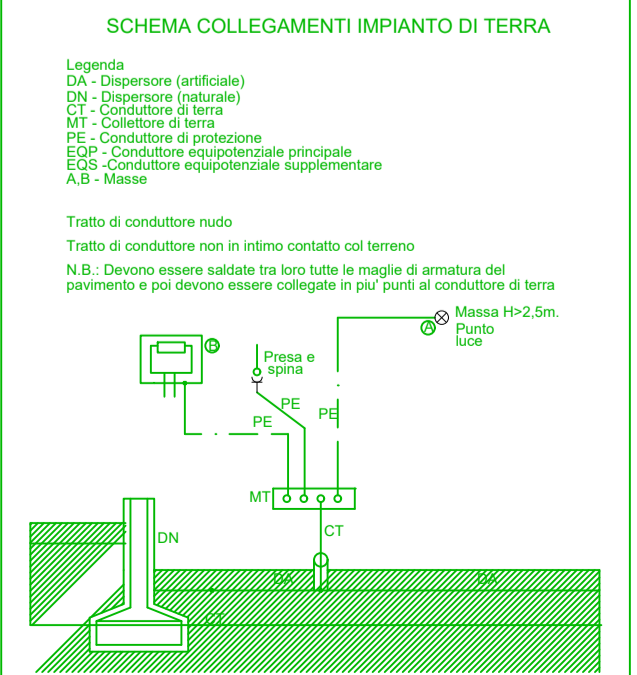 SCHEMA COLLEGAMENTI IMPIANTO DI TERRA
Legenda
DA - Dispersore (artificiale)
DN - Dispersore (naturale)
CT - Conduttore di terra
MT - Collettore di terra
PE - Conduttore di protezione
EQP - Conduttore equipotenziale principale
EQS -Conduttore equipotenziale supplementare
A,B - Masse
Tratto di conduttore nudo
Tratto di conduttore non in intimo contatto col terreno
N.B.: Devono essere saldate tra loro tutte le maglie di armatura del
pavimento e poi devono essere collegate in piu' punti al conduttore di terra
Massa H>2,5m.
A
Punto
luce
B
Presa e
spina
PE
PE
PE
MT
CT
DN
DA
DA
CT